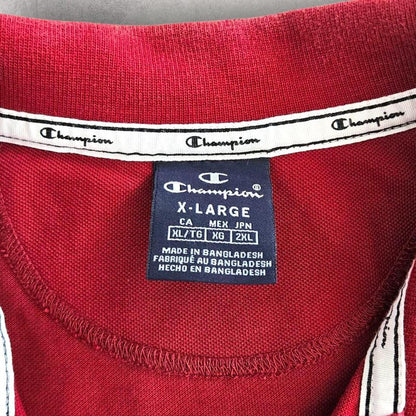 Champion Champion Champion
Champion®
X-LARGE
CA MEX JPN
XL/TG XG 2XL
MADE IN BANGLADESH
FABRIQUÉ AU BANGLADESH
HECHO EN BANGLADESH